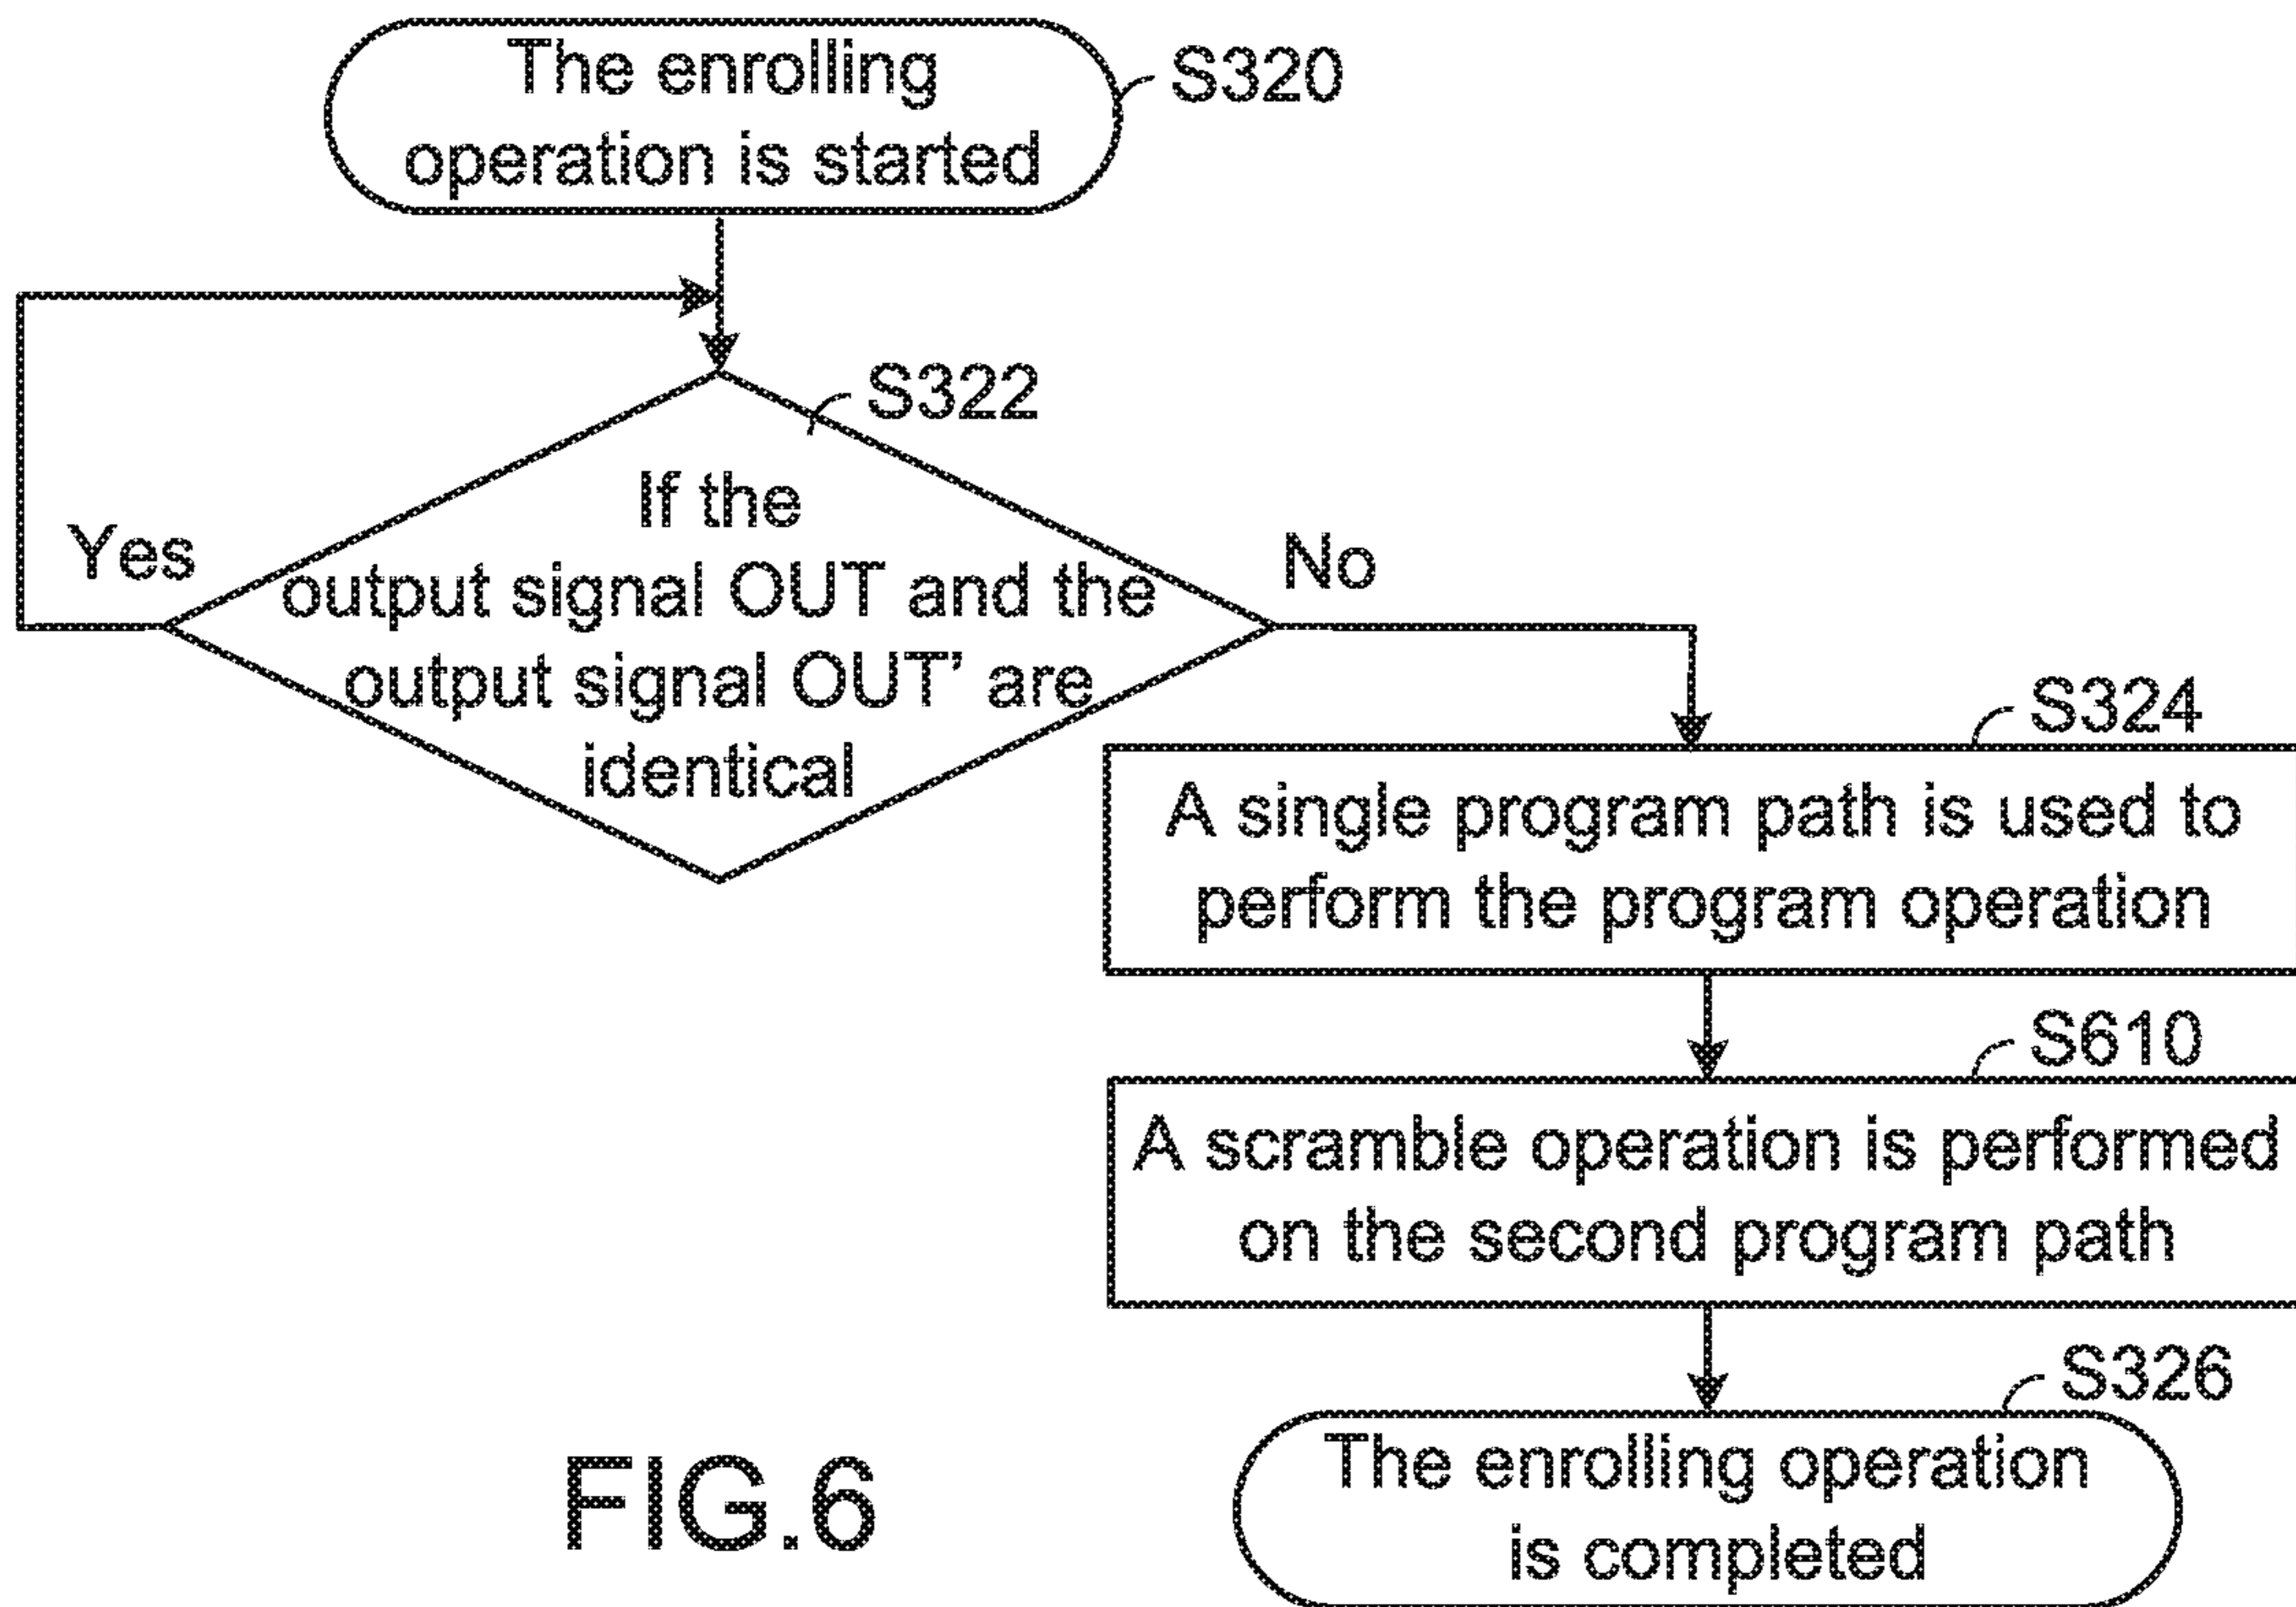 The enrolling
operation is started
S320
S322
If the
output signal OUT and the
output signal OUT' are
identical
Yes
No
S324
A single program path is used to
perform the program operation
S610
A scramble operation is performed
on the second program path
S326
The enrolling operation
is completed
FIG.6